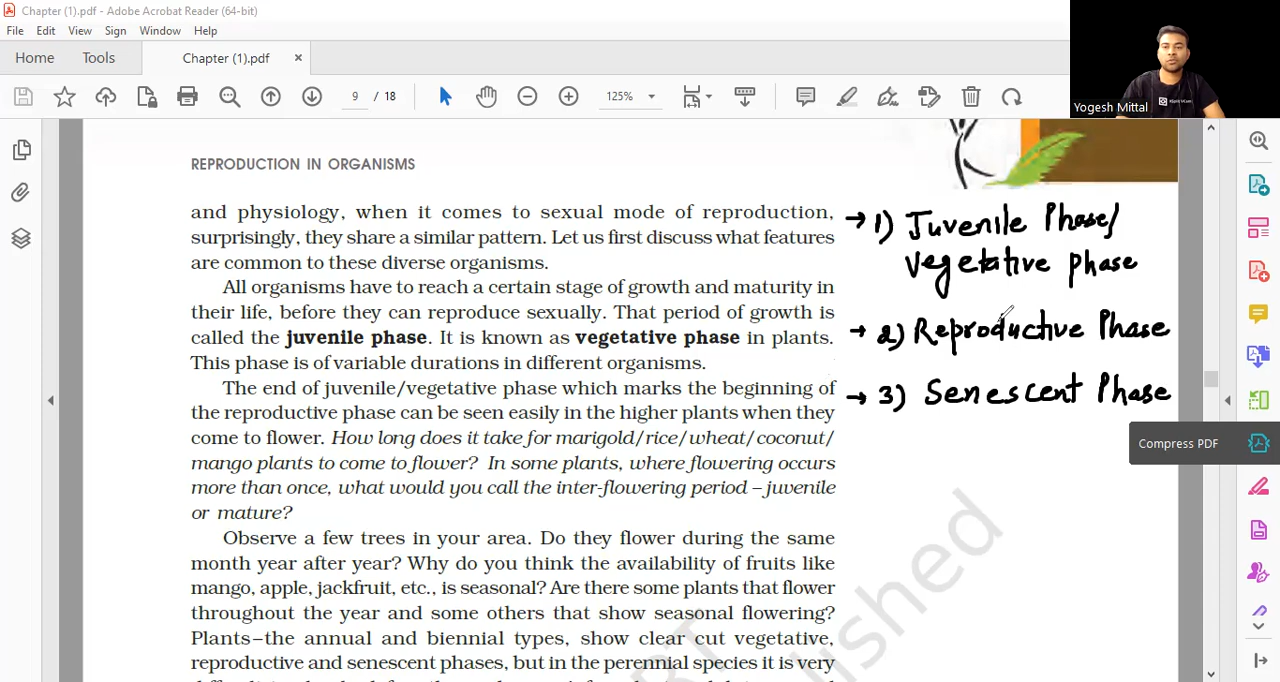 Chapter (1).pdf - Adobe Acrobat Reader (64-bit)
File Edit View Sign Window Help
Home Tools Chapter (1).pdf ×
9 / 18 125%
Yogesh Mittal
REPRODUCTION IN ORGANISMS
and physiology, when it comes to sexual mode of reproduction,
surprisingly, they share a similar pattern. Let us first discuss what features
are common to these diverse organisms.
All organisms have to reach a certain stage of growth and maturity in
their life, before they can reproduce sexually. That period of growth is
called the juvenile phase. It is known as vegetative phase in plants.
This phase is of variable durations in different organisms.
The end of juvenile/vegetative phase which marks the beginning of
the reproductive phase can be seen easily in the higher plants when they
come to flower. How long does it take for marigold/rice/wheat/coconut/
mango plants to come to flower? In some plants, where flowering occurs
more than once, what would you call the inter-flowering period – juvenile
or mature?
Observe a few trees in your area. Do they flower during the same
month year after year? Why do you think the availability of fruits like
mango, apple, jackfruit, etc., is seasonal? Are there some plants that flower
throughout the year and some others that show seasonal flowering?
Plants–the annual and biennial types, show clear cut vegetative,
reproductive and senescent phases, but in the perennial species it is very
→ 1) Juvenile Phase/
Vegetative phase
→ 2) Reproductive Phase
→ 3) Senescent Phase
Compress PDF